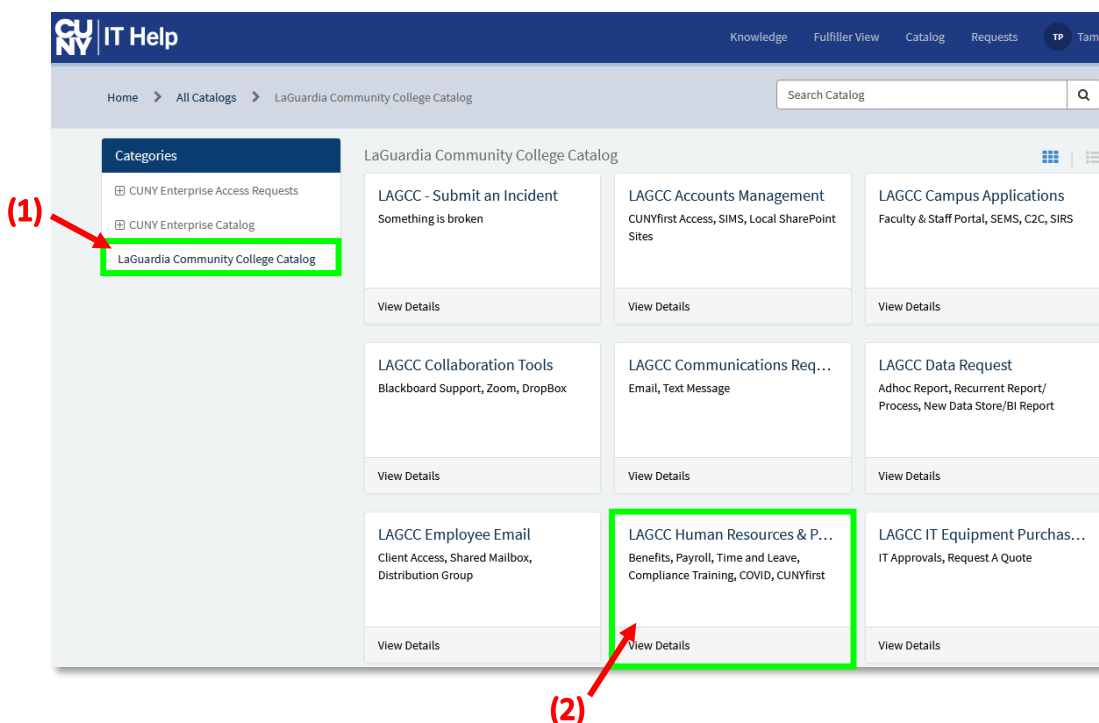 CUNY IT Help
Knowledge Fulfiller View Catalog Requests TP Tam
Home > All Catalogs > LaGuardia Community College Catalog
Search Catalog
Categories
CUNY Enterprise Access Requests
CUNY Enterprise Catalog
LaGuardia Community College Catalog
(1)
LaGuardia Community College Catalog
LAGCC - Submit an Incident
Something is broken
View Details
LAGCC Accounts Management
CUNYfirst Access, SIMS, Local SharePoint
Sites
View Details
LAGCC Campus Applications
Faculty & Staff Portal, SEMS, C2C, SIRS
View Details
LAGCC Collaboration Tools
Blackboard Support, Zoom, DropBox
View Details
LAGCC Communications Req...
Email, Text Message
View Details
LAGCC Data Request
Adhoc Report, Recurrent Report/
Process, New Data Store/BI Report
View Details
LAGCC Employee Email
Client Access, Shared Mailbox,
Distribution Group
View Details
LAGCC Human Resources & P...
Benefits, Payroll, Time and Leave,
Compliance Training, COVID, CUNYfirst
View Details
LAGCC IT Equipment Purchas...
IT Approvals, Request A Quote
View Details
(2)